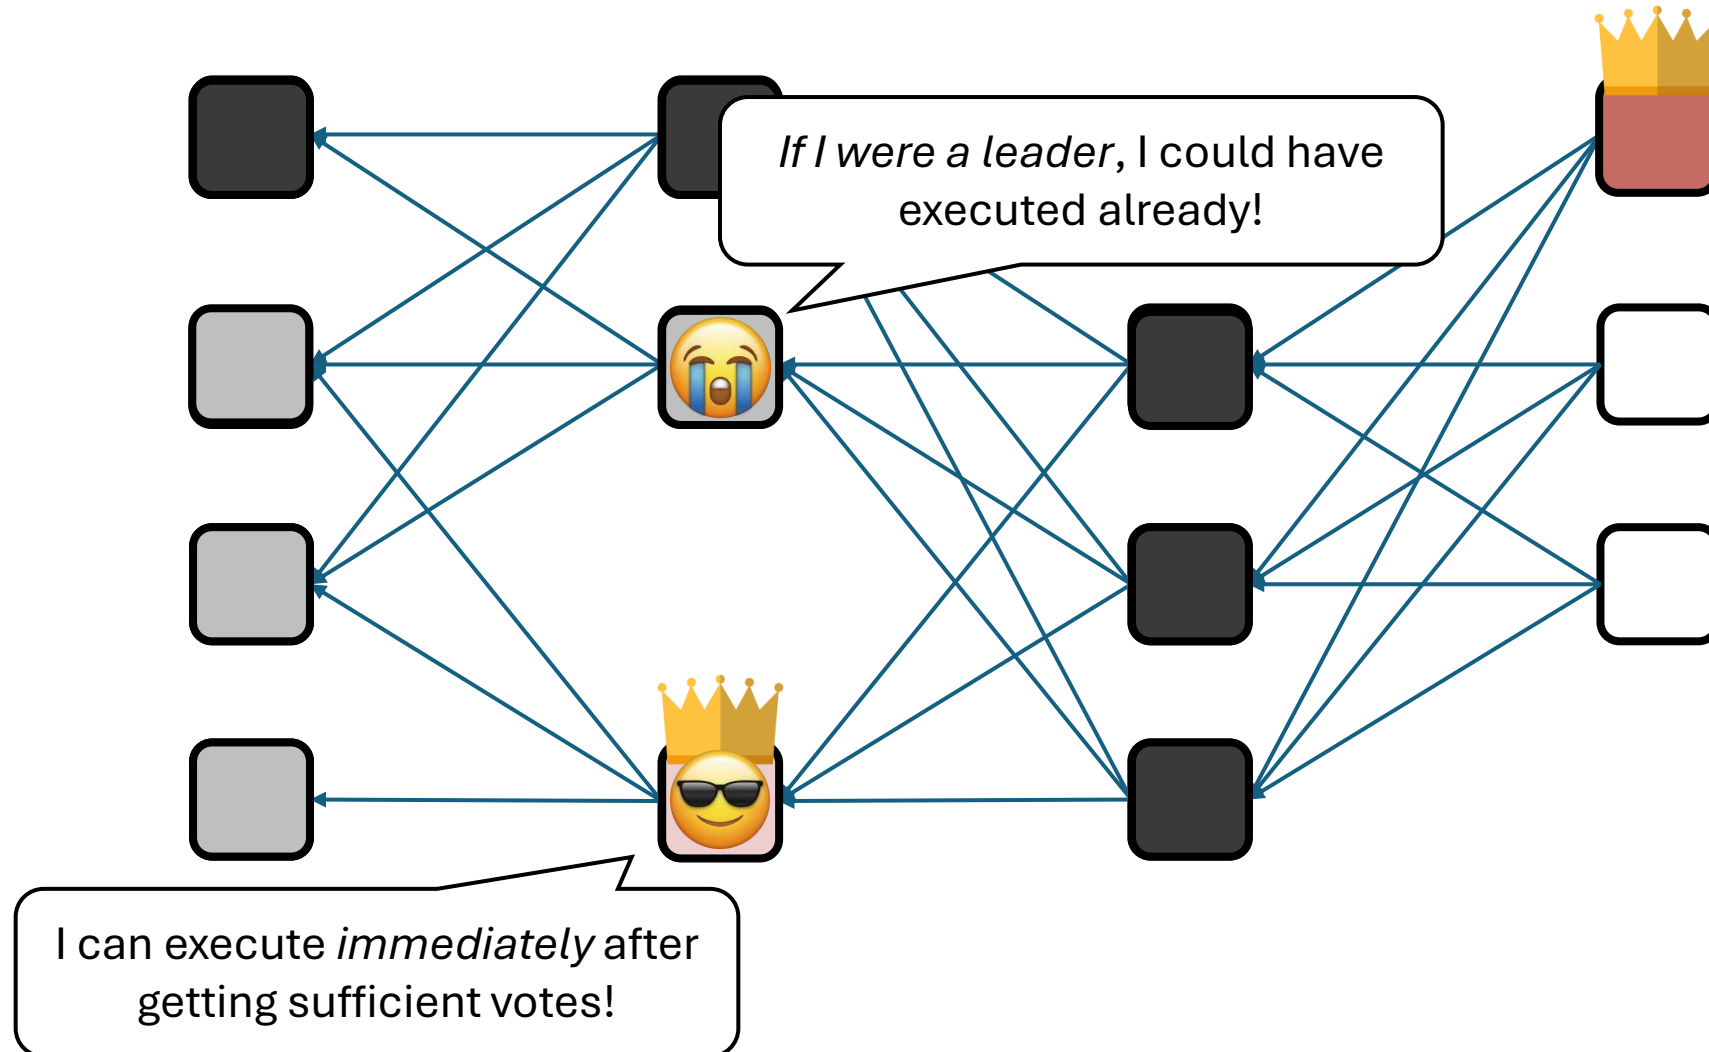 If I were a leader, I could have
executed already!
I can execute immediately after
getting sufficient votes!